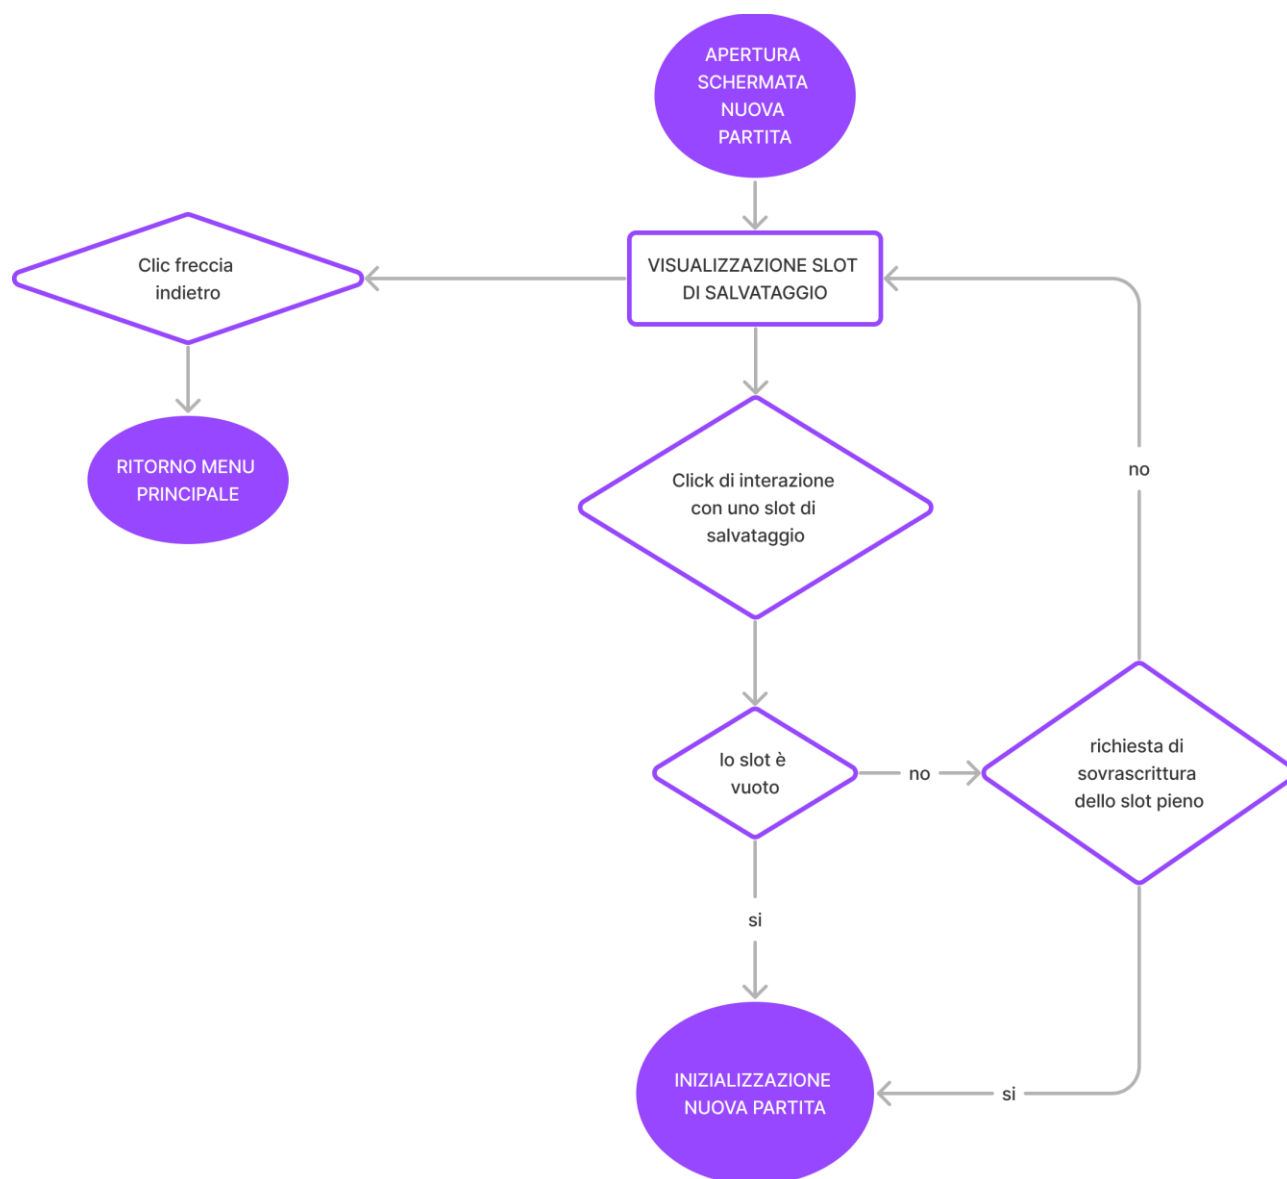 APERTURA
SCHERMATA
NUOVA
PARTITA
VISUALIZZAZIONE SLOT
DI SALVATAGGIO
Clic freccia
indietro
RITORNO MENU
PRINCIPALE
Click di interazione
con uno slot di
salvataggio
no
lo slot è
vuoto
no
richiesta di
sovrascrittura
dello slot pieno
si
INIZIALIZZAZIONE
NUOVA PARTITA
si